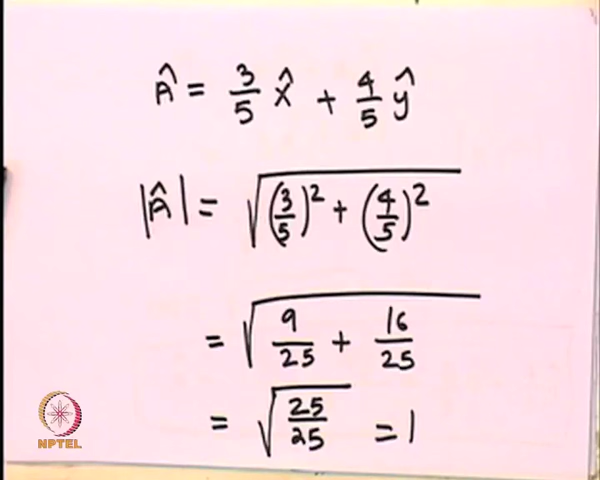 Â = 3/5 x̂ + 4/5 ŷ
|Â| = √((3/5)² + (4/5)²)
= √(9/25 + 16/25)
= √(25/25) = 1
NPTEL